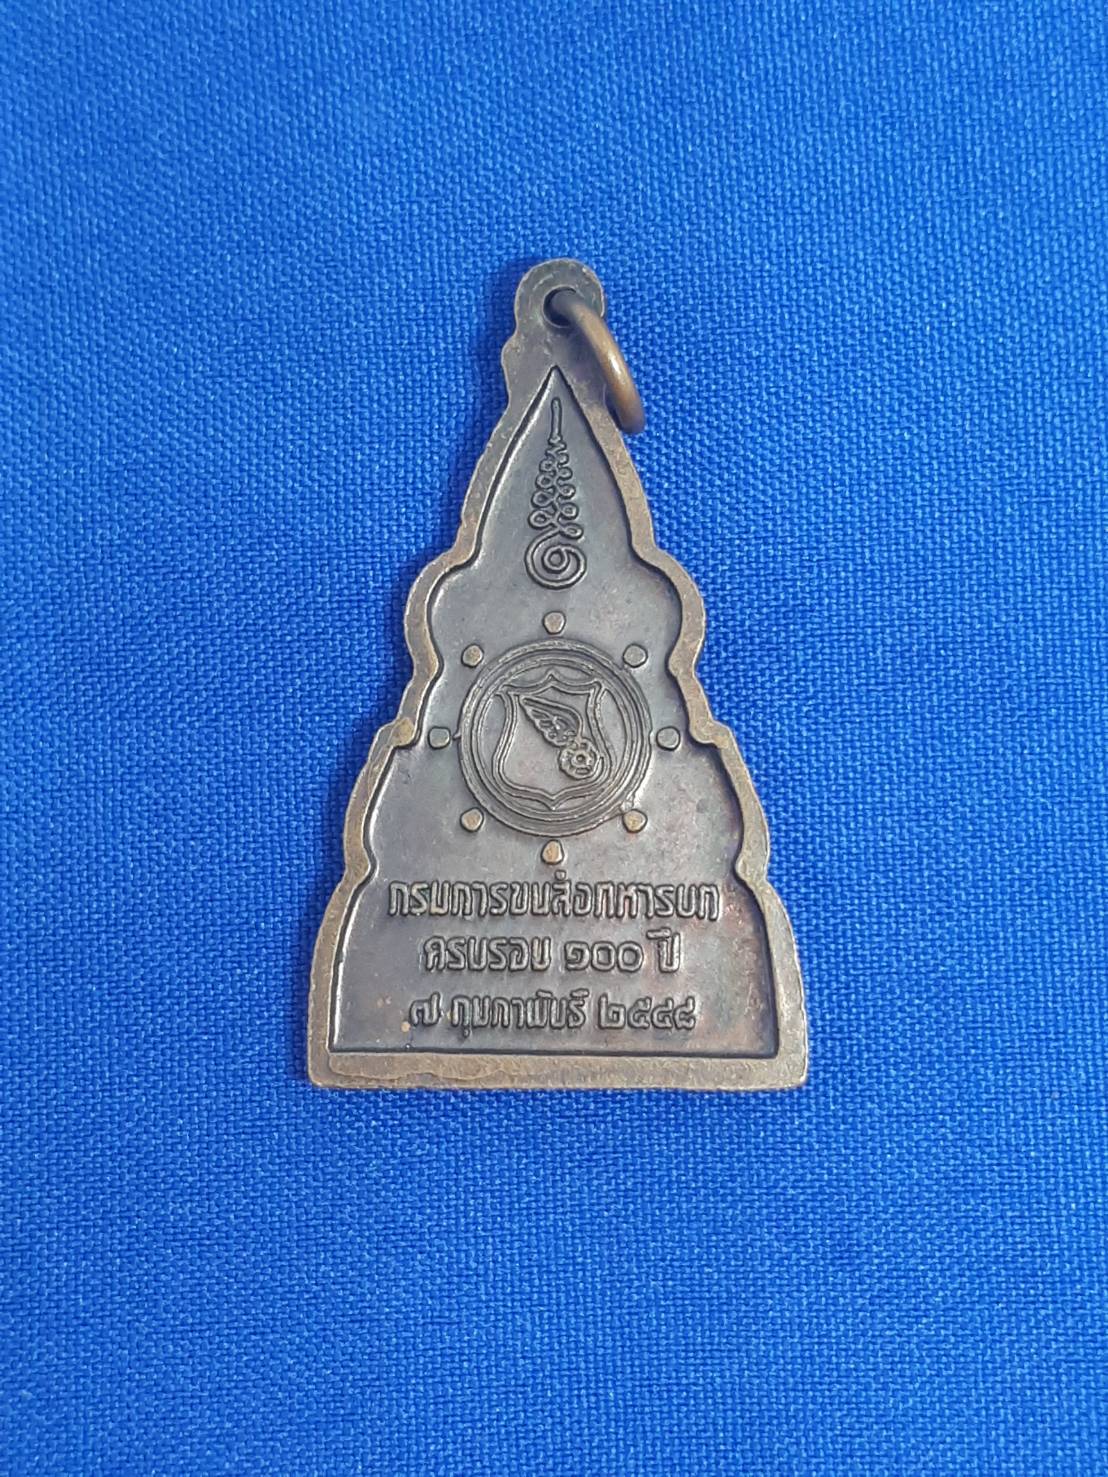 กรมการขนส่งทหารบก
ครบรอบ ๑๐๐ ปี
๗ กุมภาพันธ์ ๒๕๔๘